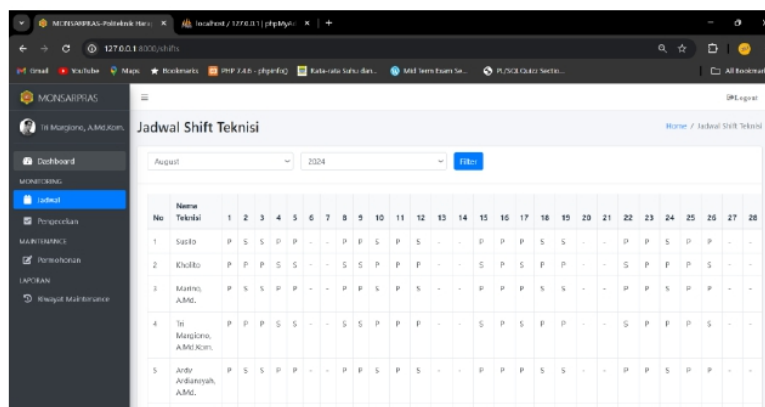 MONSARPRAS-Politeknik Harap
localhost / 127.0.0.1 | phpMyAd
127.0.0.1:8000/shifts
Gmail YouTube Maps Bookmarks PHP 7.4.6 - phpinfo() Rata-rata Suhu dan... Mid Term Exam Se... PL/SQL Quiz: Sectio... All Bookmar
MONSARPRAS
Logout
Tri Margiono, A.Md.Kom.
Jadwal Shift Teknisi
Home / Jadwal Shift Teknisi
Dashboard
August 2024 Filter
MONITORING
Jadwal
Pengecekan
MAINTENANCE
Permohonan
LAPORAN
Riwayat Maintenance
No Nama Teknisi 1 2 3 4 5 6 7 8 9 10 11 12 13 14 15 16 17 18 19 20 21 22 23 24 25 26 27 28
1 Susilo P S S P P - - P P S P S - - P P P S S - - P P S P P - -
2 Kholito P P P S S - - S S P P P - - S P S P P - - S P P P S - -
3 Marino, A.Md. P S S P P - - P P S P S - - P P P S S - - P P S P P - -
4 Tri Margiono, A.Md.Kom. P P P S S - - S S P P P - - S P S P P - - S P P P S - -
5 Ardy Ardiansyah, A.Md. P S S P P - - P P S P S - - P P P S S - - P P S P P - -